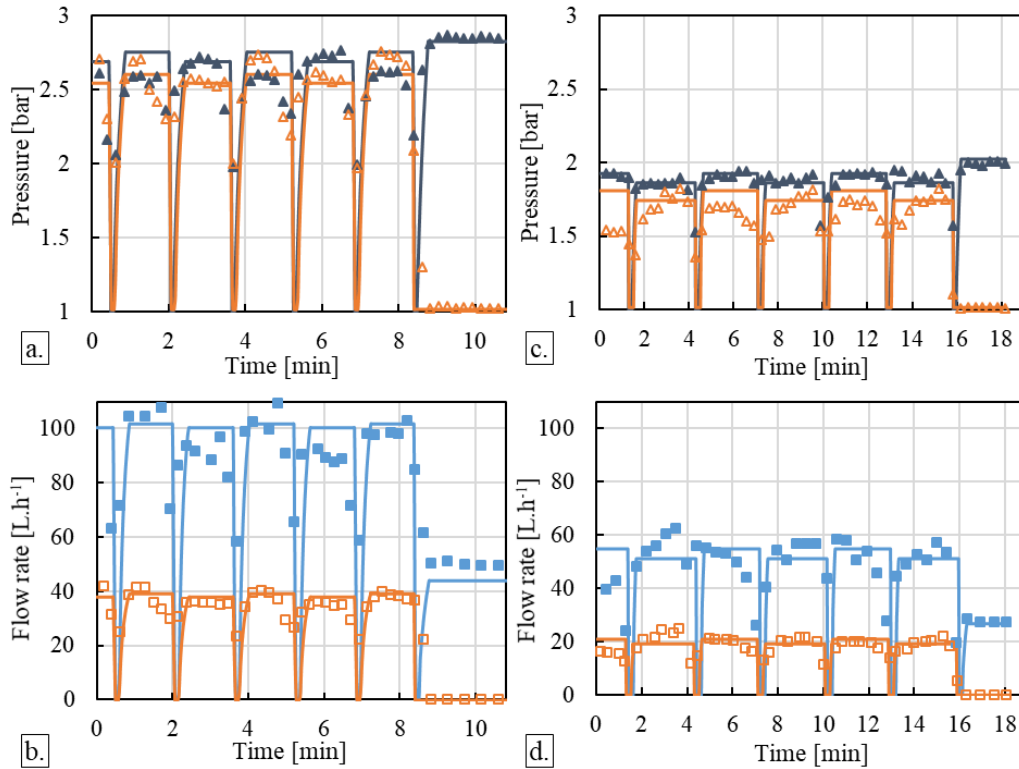 3
2.5
2
1.5
1
Pressure [bar]
0 2 4 6 8 10
Time [min]
a.
3
2.5
2
1.5
1
Pressure [bar]
0 2 4 6 8 10 12 14 16 18
Time [min]
c.
100
80
60
40
20
0
Flow rate [L.h⁻¹]
0 2 4 6 8 10
Time [min]
b.
100
80
60
40
20
0
Flow rate [L.h⁻¹]
0 2 4 6 8 10 12 14 16 18
Time [min]
d.